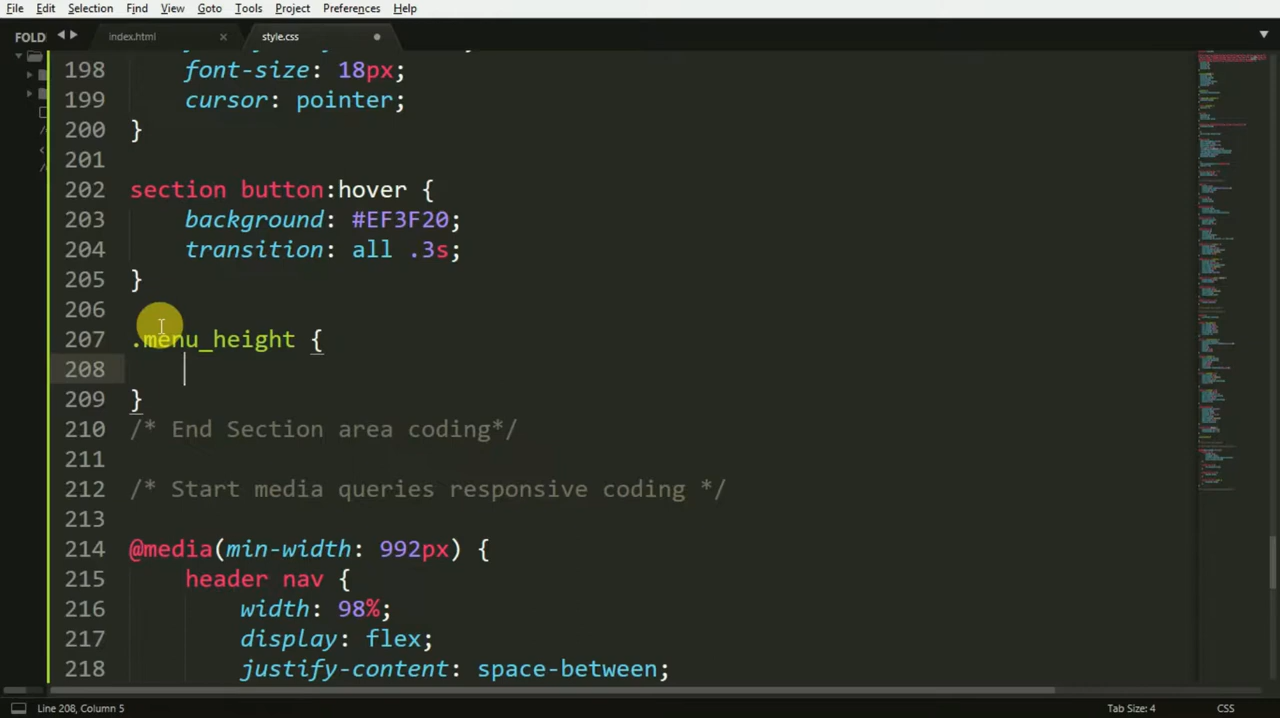 File Edit Selection Find View Goto Tools Project Preferences Help
FOLD index.html × style.css
198 font-size: 18px;
199 cursor: pointer;
200 }
201
202 section button:hover {
203 background: #EF3F20;
204 transition: all .3s;
205 }
206
207 .menu_height {
208
209 }
210 /* End Section area coding*/
211
212 /* Start media queries responsive coding */
213
214 @media(min-width: 992px) {
215 header nav {
216 width: 98%;
217 display: flex;
218 justify-content: space-between;
Line 208, Column 5 Tab Size: 4 CSS